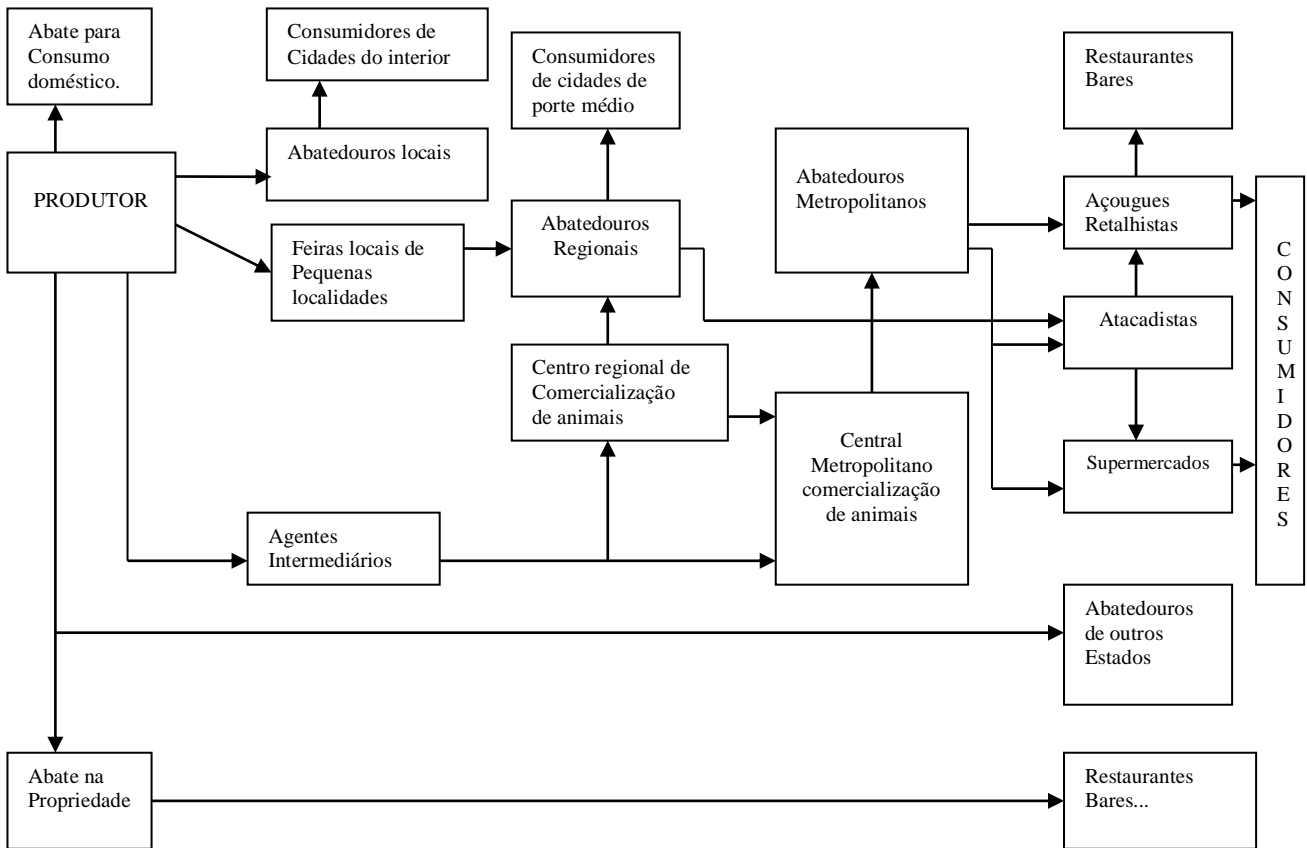 Abate para
Consumo
doméstico.
Consumidores de
Cidades do interior
Consumidores
de cidades de
porte médio
Restaurantes
Bares
PRODUTOR
Abatedouros locais
Abatedouros
Metropolitanos
Açougues
Retalhistas
Feiras locais de
Pequenas
localidades
Abatedouros
Regionais
Atacadistas
CONSUMIDORES
Centro regional de
Comercialização
de animais
Central
Metropolitano
comercialização
de animais
Supermercados
Agentes
Intermediários
Abatedouros
de outros
Estados
Abate na
Propriedade
Restaurantes
Bares...